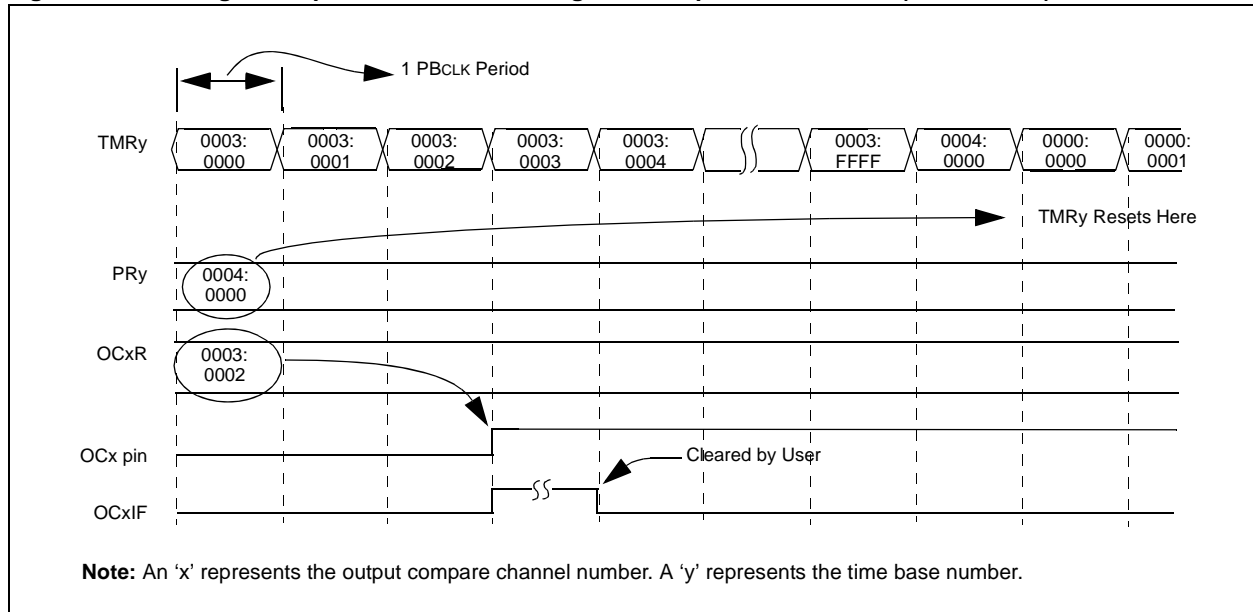 1 PBCLK Period
TMRy
0003:
0000
0003:
0001
0003:
0002
0003:
0003
0003:
0004
0003:
FFFF
0004:
0000
0000:
0000
0000:
0001
TMRy Resets Here
PRy
0004:
0000
OCxR
0003:
0002
OCx pin
Cleared by User
OCxIF
Note: An ‘x’ represents the output compare channel number. A ‘y’ represents the time base number.